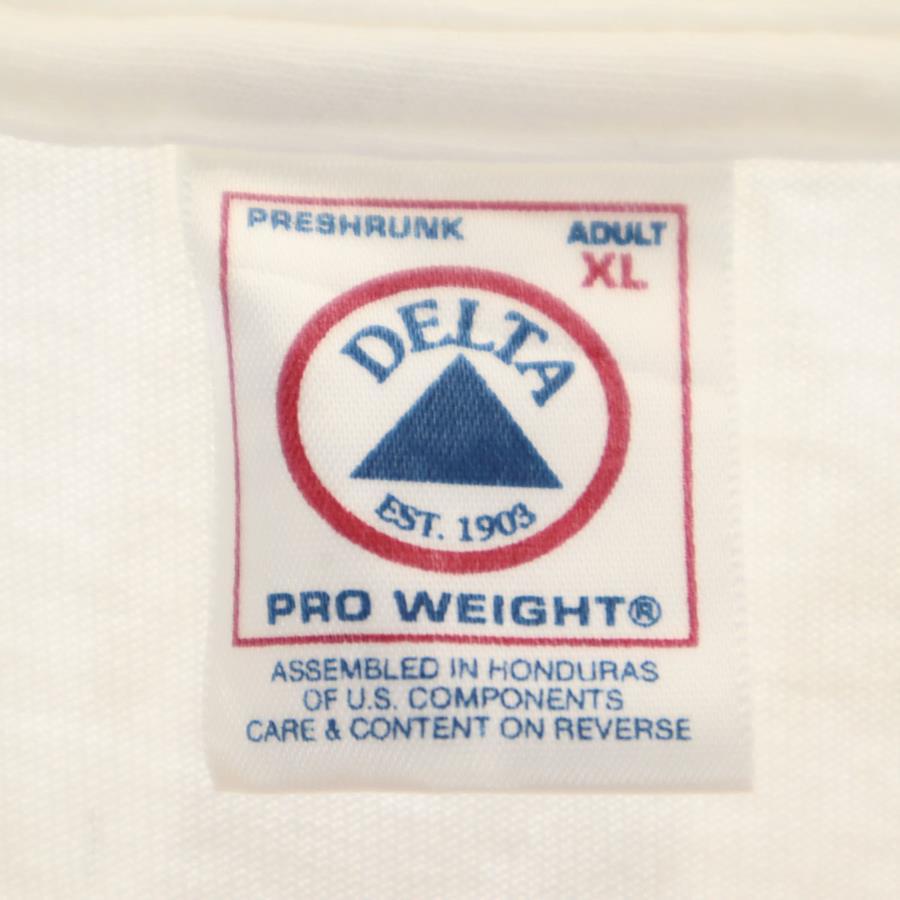 PRESHRUNK
ADULT
XL
DELTA
EST. 1903
PRO WEIGHT®
ASSEMBLED IN HONDURAS
OF U.S. COMPONENTS
CARE & CONTENT ON REVERSE